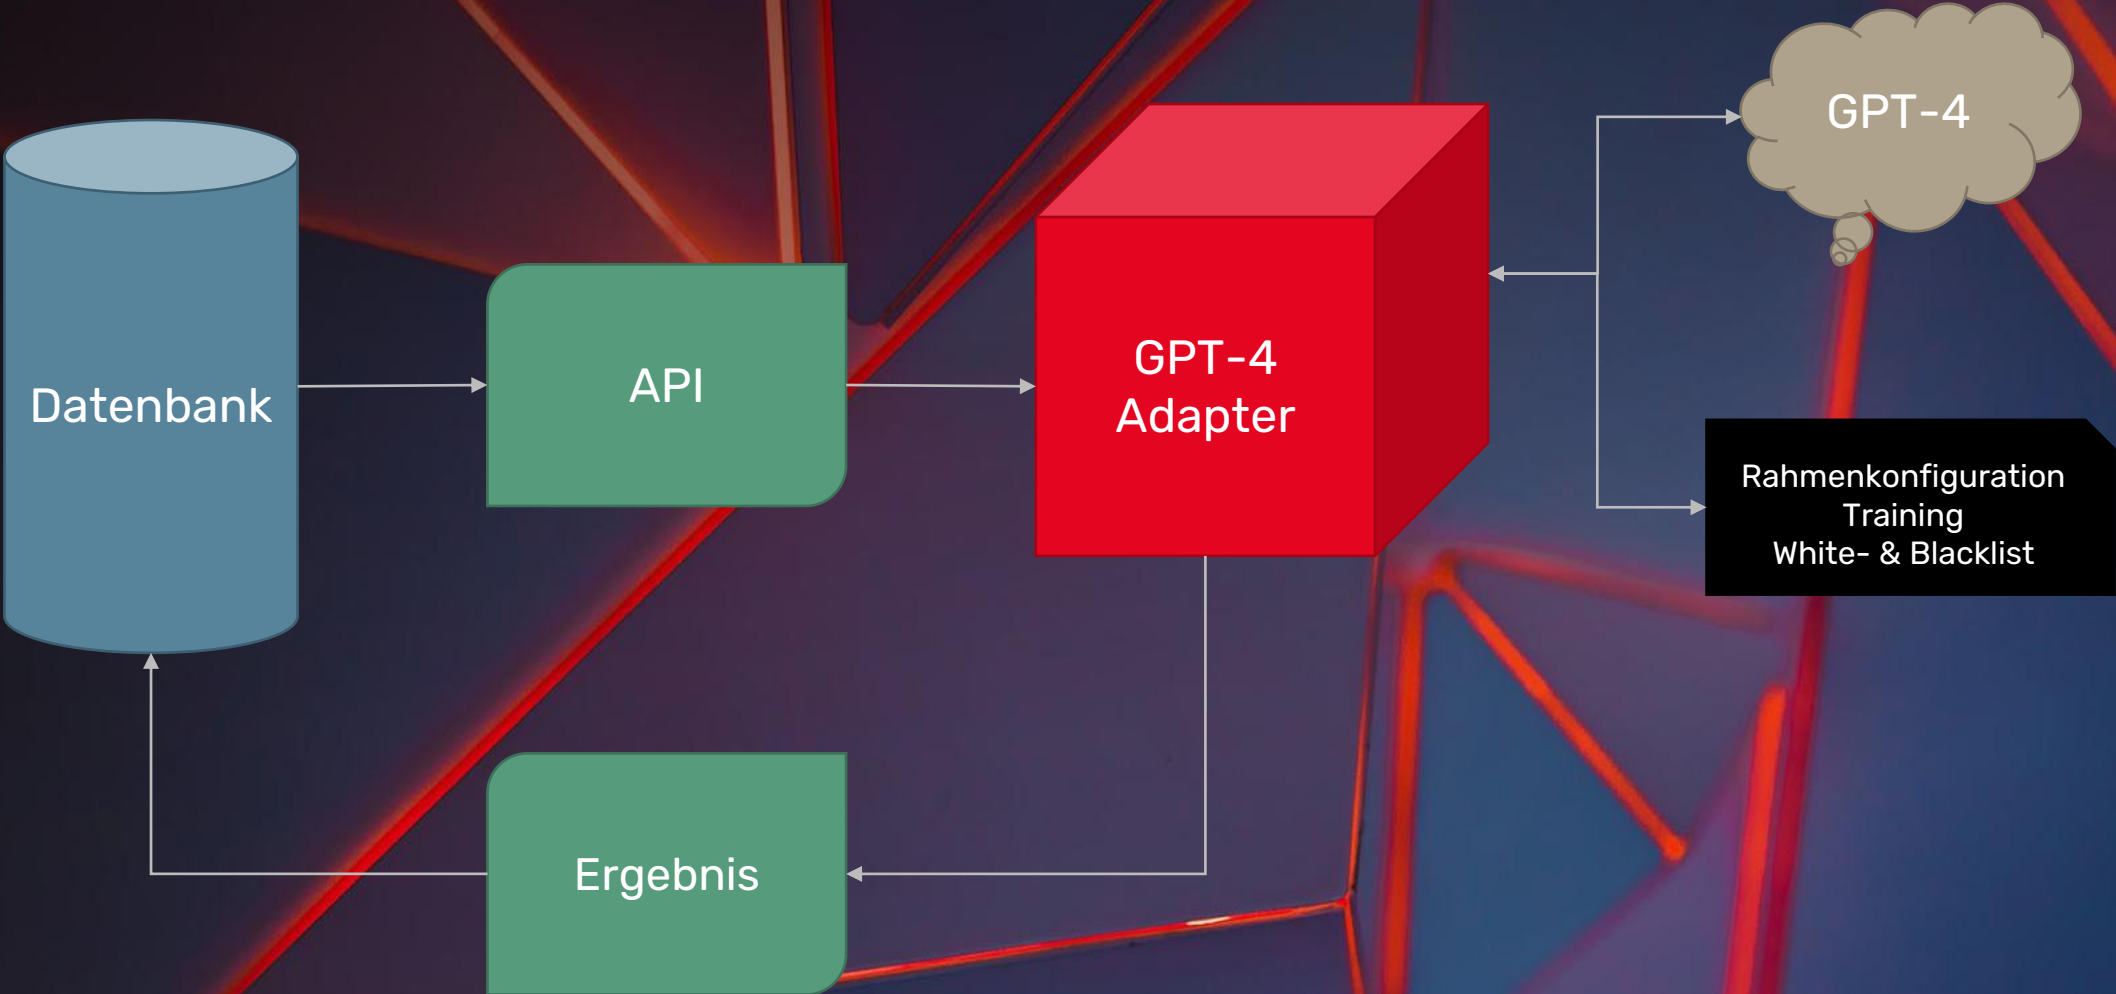 Datenbank
API
GPT-4
Adapter
GPT-4
Rahmenkonfiguration
Training
White- & Blacklist
Ergebnis